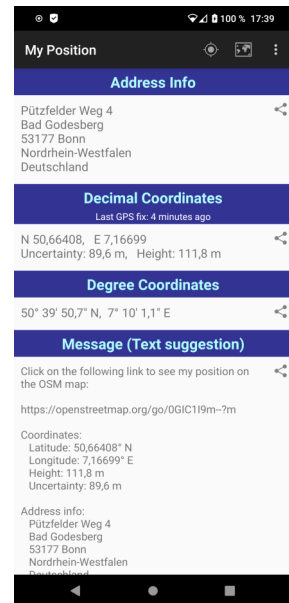 100 % 17:39
My Position
Address Info
Pützfelder Weg 4
Bad Godesberg
53177 Bonn
Nordrhein-Westfalen
Deutschland
Decimal Coordinates
Last GPS fix: 4 minutes ago
N 50,66408, E 7,16699
Uncertainty: 89,6 m, Height: 111,8 m
Degree Coordinates
50° 39' 50,7" N, 7° 10' 1,1" E
Message (Text suggestion)
Click on the following link to see my position on
the OSM map:
https://openstreetmap.org/go/0GIC1I9m--?m
Coordinates:
Latitude: 50,66408° N
Longitude: 7,16699° E
Height: 111,8 m
Uncertainty: 89,6 m
Address info:
Pützfelder Weg 4
Bad Godesberg
53177 Bonn
Nordrhein-Westfalen
Deutschland